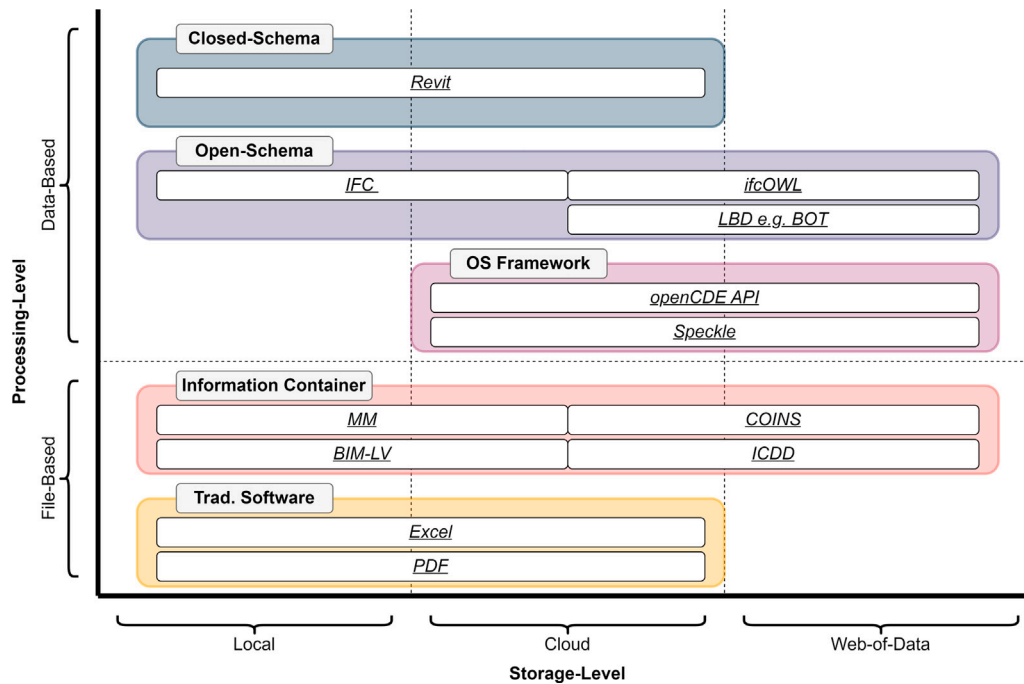 Closed-Schema
Revit
Open-Schema
IFC
ifcOWL
LBD e.g. BOT
OS Framework
openCDE API
Speckle
Information Container
MM
COINS
BIM-LV
ICDD
Trad. Software
Excel
PDF
Processing-Level
Data-Based
File-Based
Local
Cloud
Web-of-Data
Storage-Level